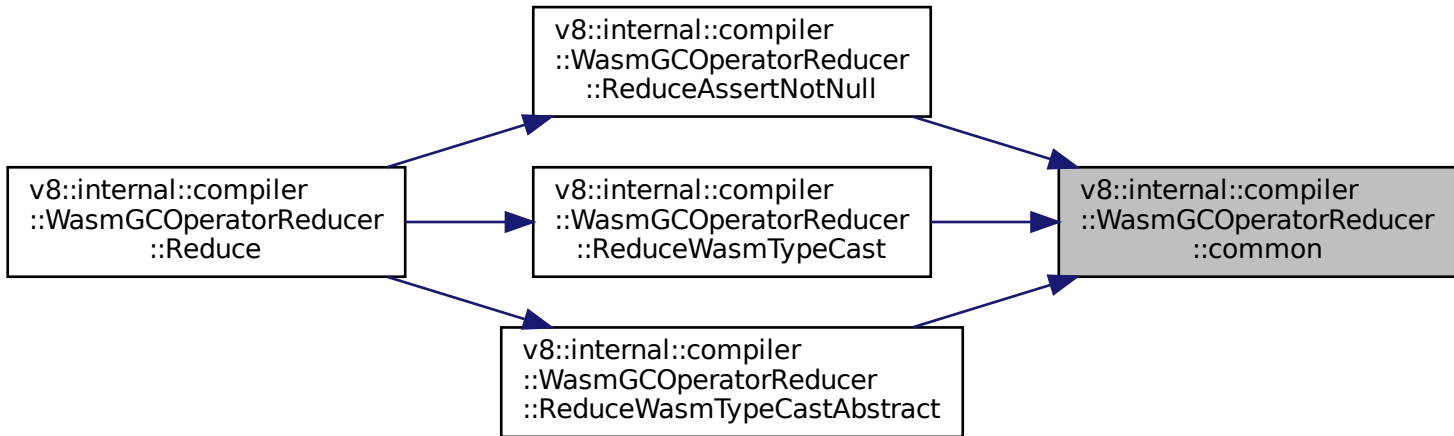 v8::internal::compiler
::WasmGCOperatorReducer
::ReduceAssertNotNull
v8::internal::compiler
::WasmGCOperatorReducer
::Reduce
v8::internal::compiler
::WasmGCOperatorReducer
::ReduceWasmTypeCast
v8::internal::compiler
::WasmGCOperatorReducer
::common
v8::internal::compiler
::WasmGCOperatorReducer
::ReduceWasmTypeCastAbstract